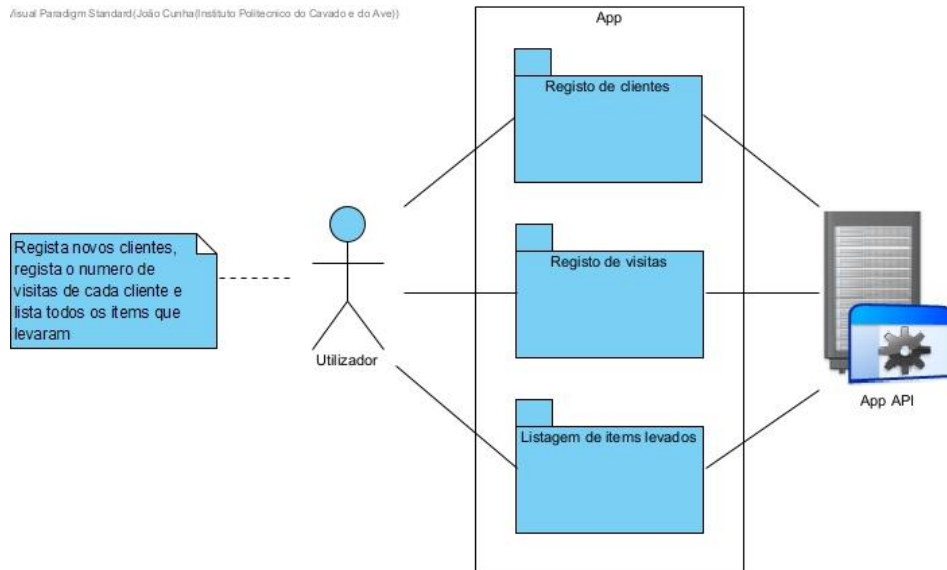 Visual Paradigm Standard(João Cunha(Instituto Politecnico do Cavado e do Ave))
App
Registo de clientes
Regista novos clientes,
regista o numero de
visitas de cada cliente e
lista todos os items que
levaram
Registo de visitas
Utilizador
App API
Listagem de items levados